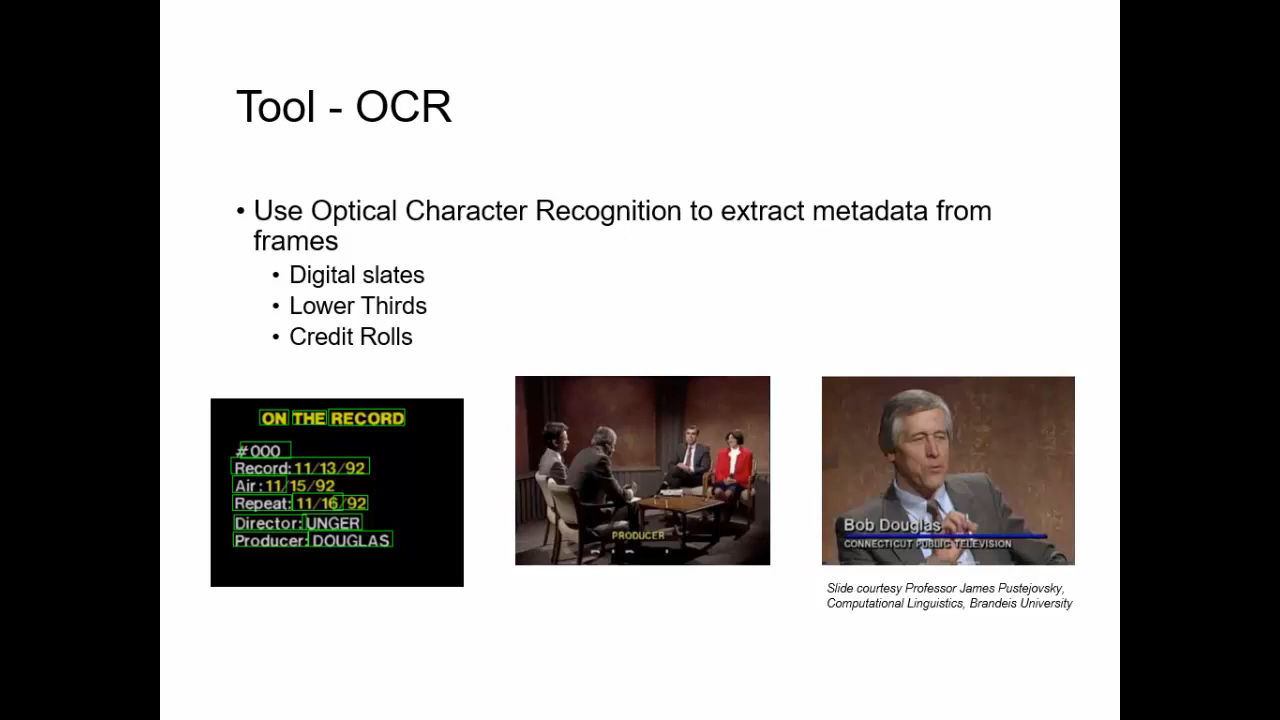 Tool - OCR
• Use Optical Character Recognition to extract metadata from
frames
• Digital slates
• Lower Thirds
• Credit Rolls
ON THE RECORD
#000
Record: 11/13/92
Air: 11/15/92
Repeat: 11/16/92
Director: UNGER
Producer: DOUGLAS
PRODUCER
Bob Douglas
CONNECTICUT PUBLIC TELEVISION
Slide courtesy Professor James Pustejovsky,
Computational Linguistics, Brandeis University